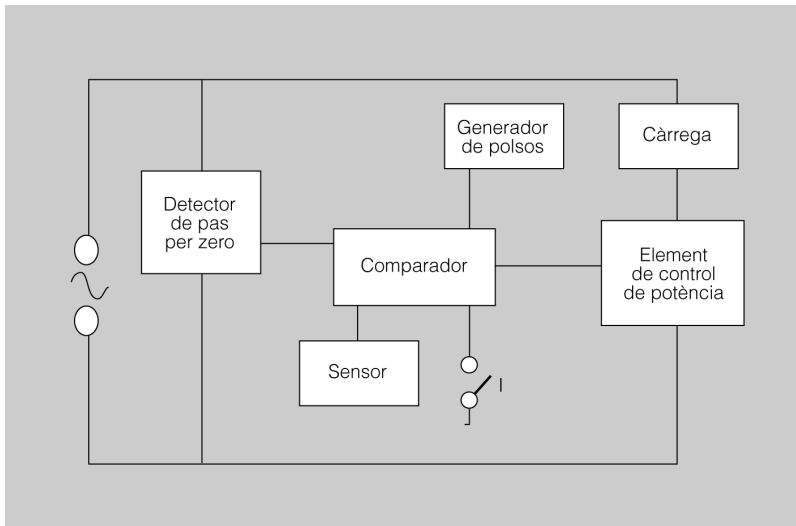 Generador
de polsos
Càrrega
Detector
de pas
per zero
Comparador
Element
de control
de potència
Sensor
I